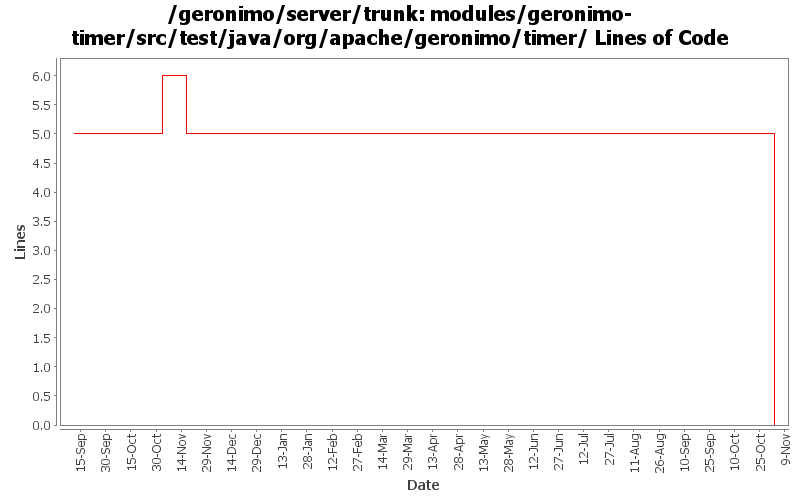 /geronimo/server/trunk: modules/geronimo-
timer/src/test/java/org/apache/geronimo/timer/ Lines of Code
6.0
5.5
5.0
4.5
4.0
3.5
3.0
2.5
2.0
1.5
1.0
0.5
0.0
Lines
15-Sep
30-Sep
15-Oct
30-Oct
14-Nov
29-Nov
14-Dec
29-Dec
13-Jan
28-Jan
12-Feb
27-Feb
14-Mar
29-Mar
13-Apr
28-Apr
13-May
28-May
12-Jun
27-Jun
12-Jul
27-Jul
11-Aug
26-Aug
10-Sep
25-Sep
10-Oct
25-Oct
9-Nov
Date